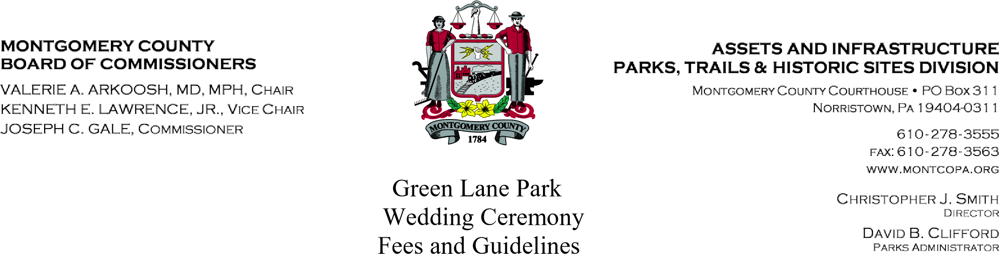 MONTGOMERY COUNTY
BOARD OF COMMISSIONERS
VALERIE A. ARKOOSH, MD, MPH, CHAIR
KENNETH E. LAWRENCE, JR., VICE CHAIR
JOSEPH C. GALE, COMMISSIONER
MONTGOMERY COUNTY
1784
ASSETS AND INFRASTRUCTURE
PARKS, TRAILS & HISTORIC SITES DIVISION
MONTGOMERY COUNTY COURTHOUSE • PO BOX 311
NORRISTOWN, PA 19404-0311
610-278-3555
FAX: 610-278-3563
WWW.MONTCOPA.ORG
CHRISTOPHER J. SMITH
DIRECTOR
DAVID B. CLIFFORD
PARKS ADMINISTRATOR
Green Lane Park
Wedding Ceremony
Fees and Guidelines